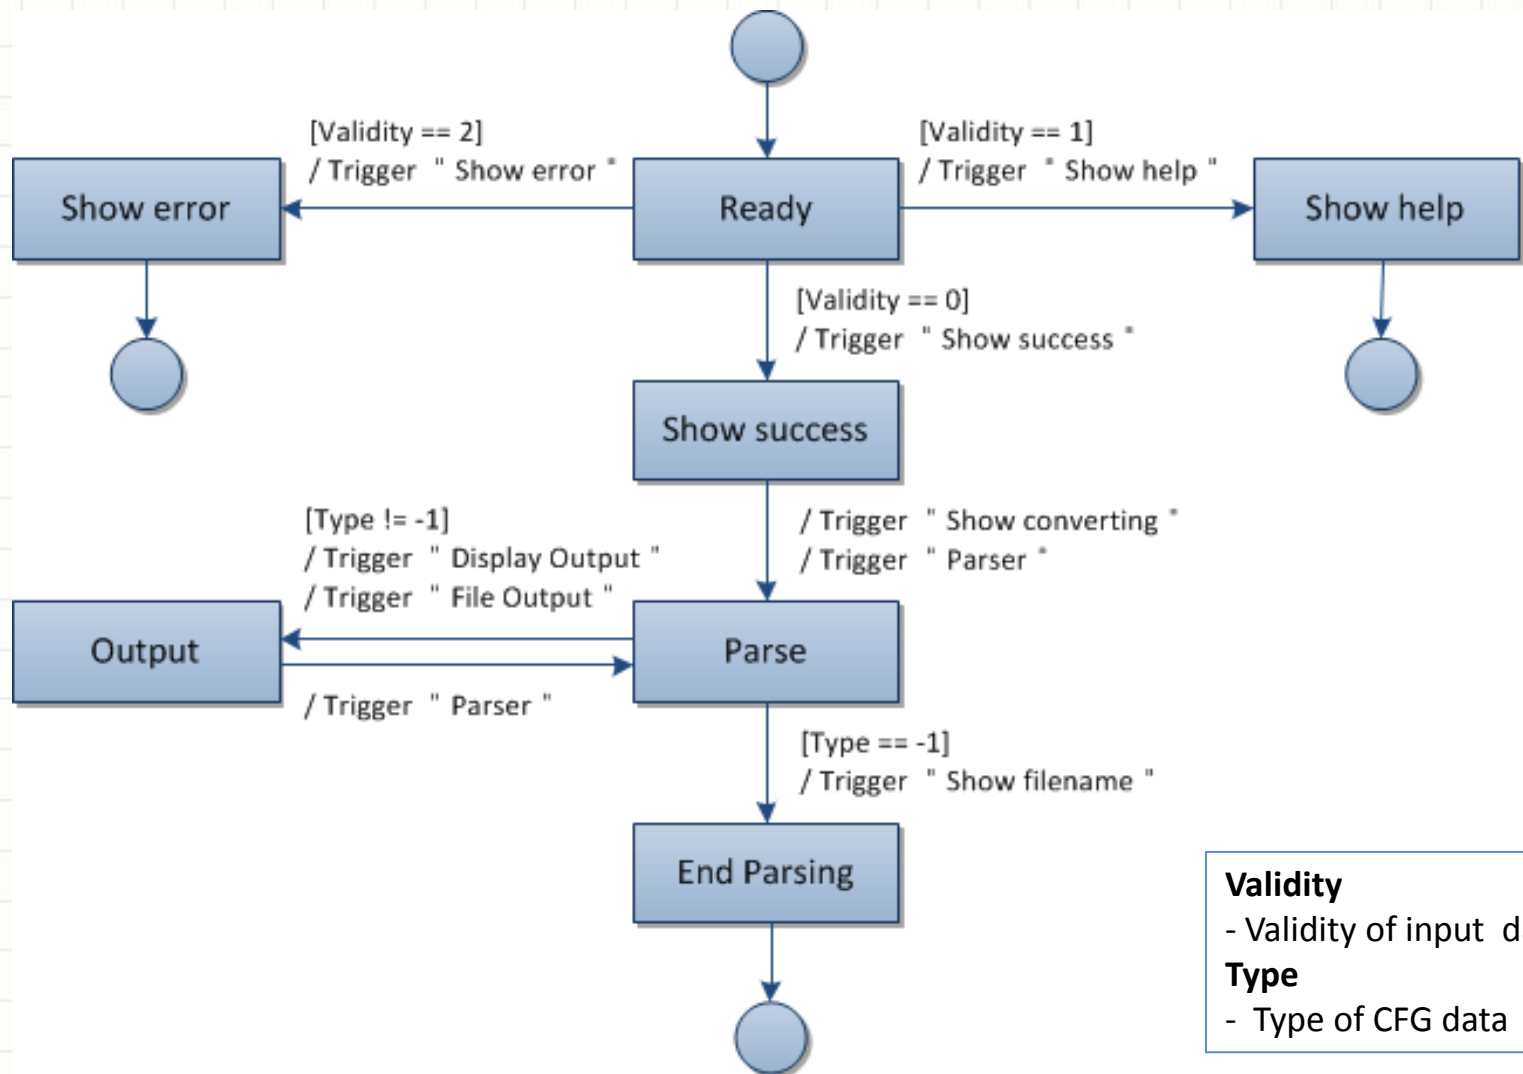 [Validity == 2]
/ Trigger " Show error "
[Validity == 1]
/ Trigger " Show help "
Show error
Ready
Show help
[Validity == 0]
/ Trigger " Show success "
Show success
[Type != -1]
/ Trigger " Display Output "
/ Trigger " File Output "
/ Trigger " Show converting "
/ Trigger " Parser "
Output
Parse
/ Trigger " Parser "
[Type == -1]
/ Trigger " Show filename "
End Parsing
Validity
- Validity of input
Type
- Type of CFG data